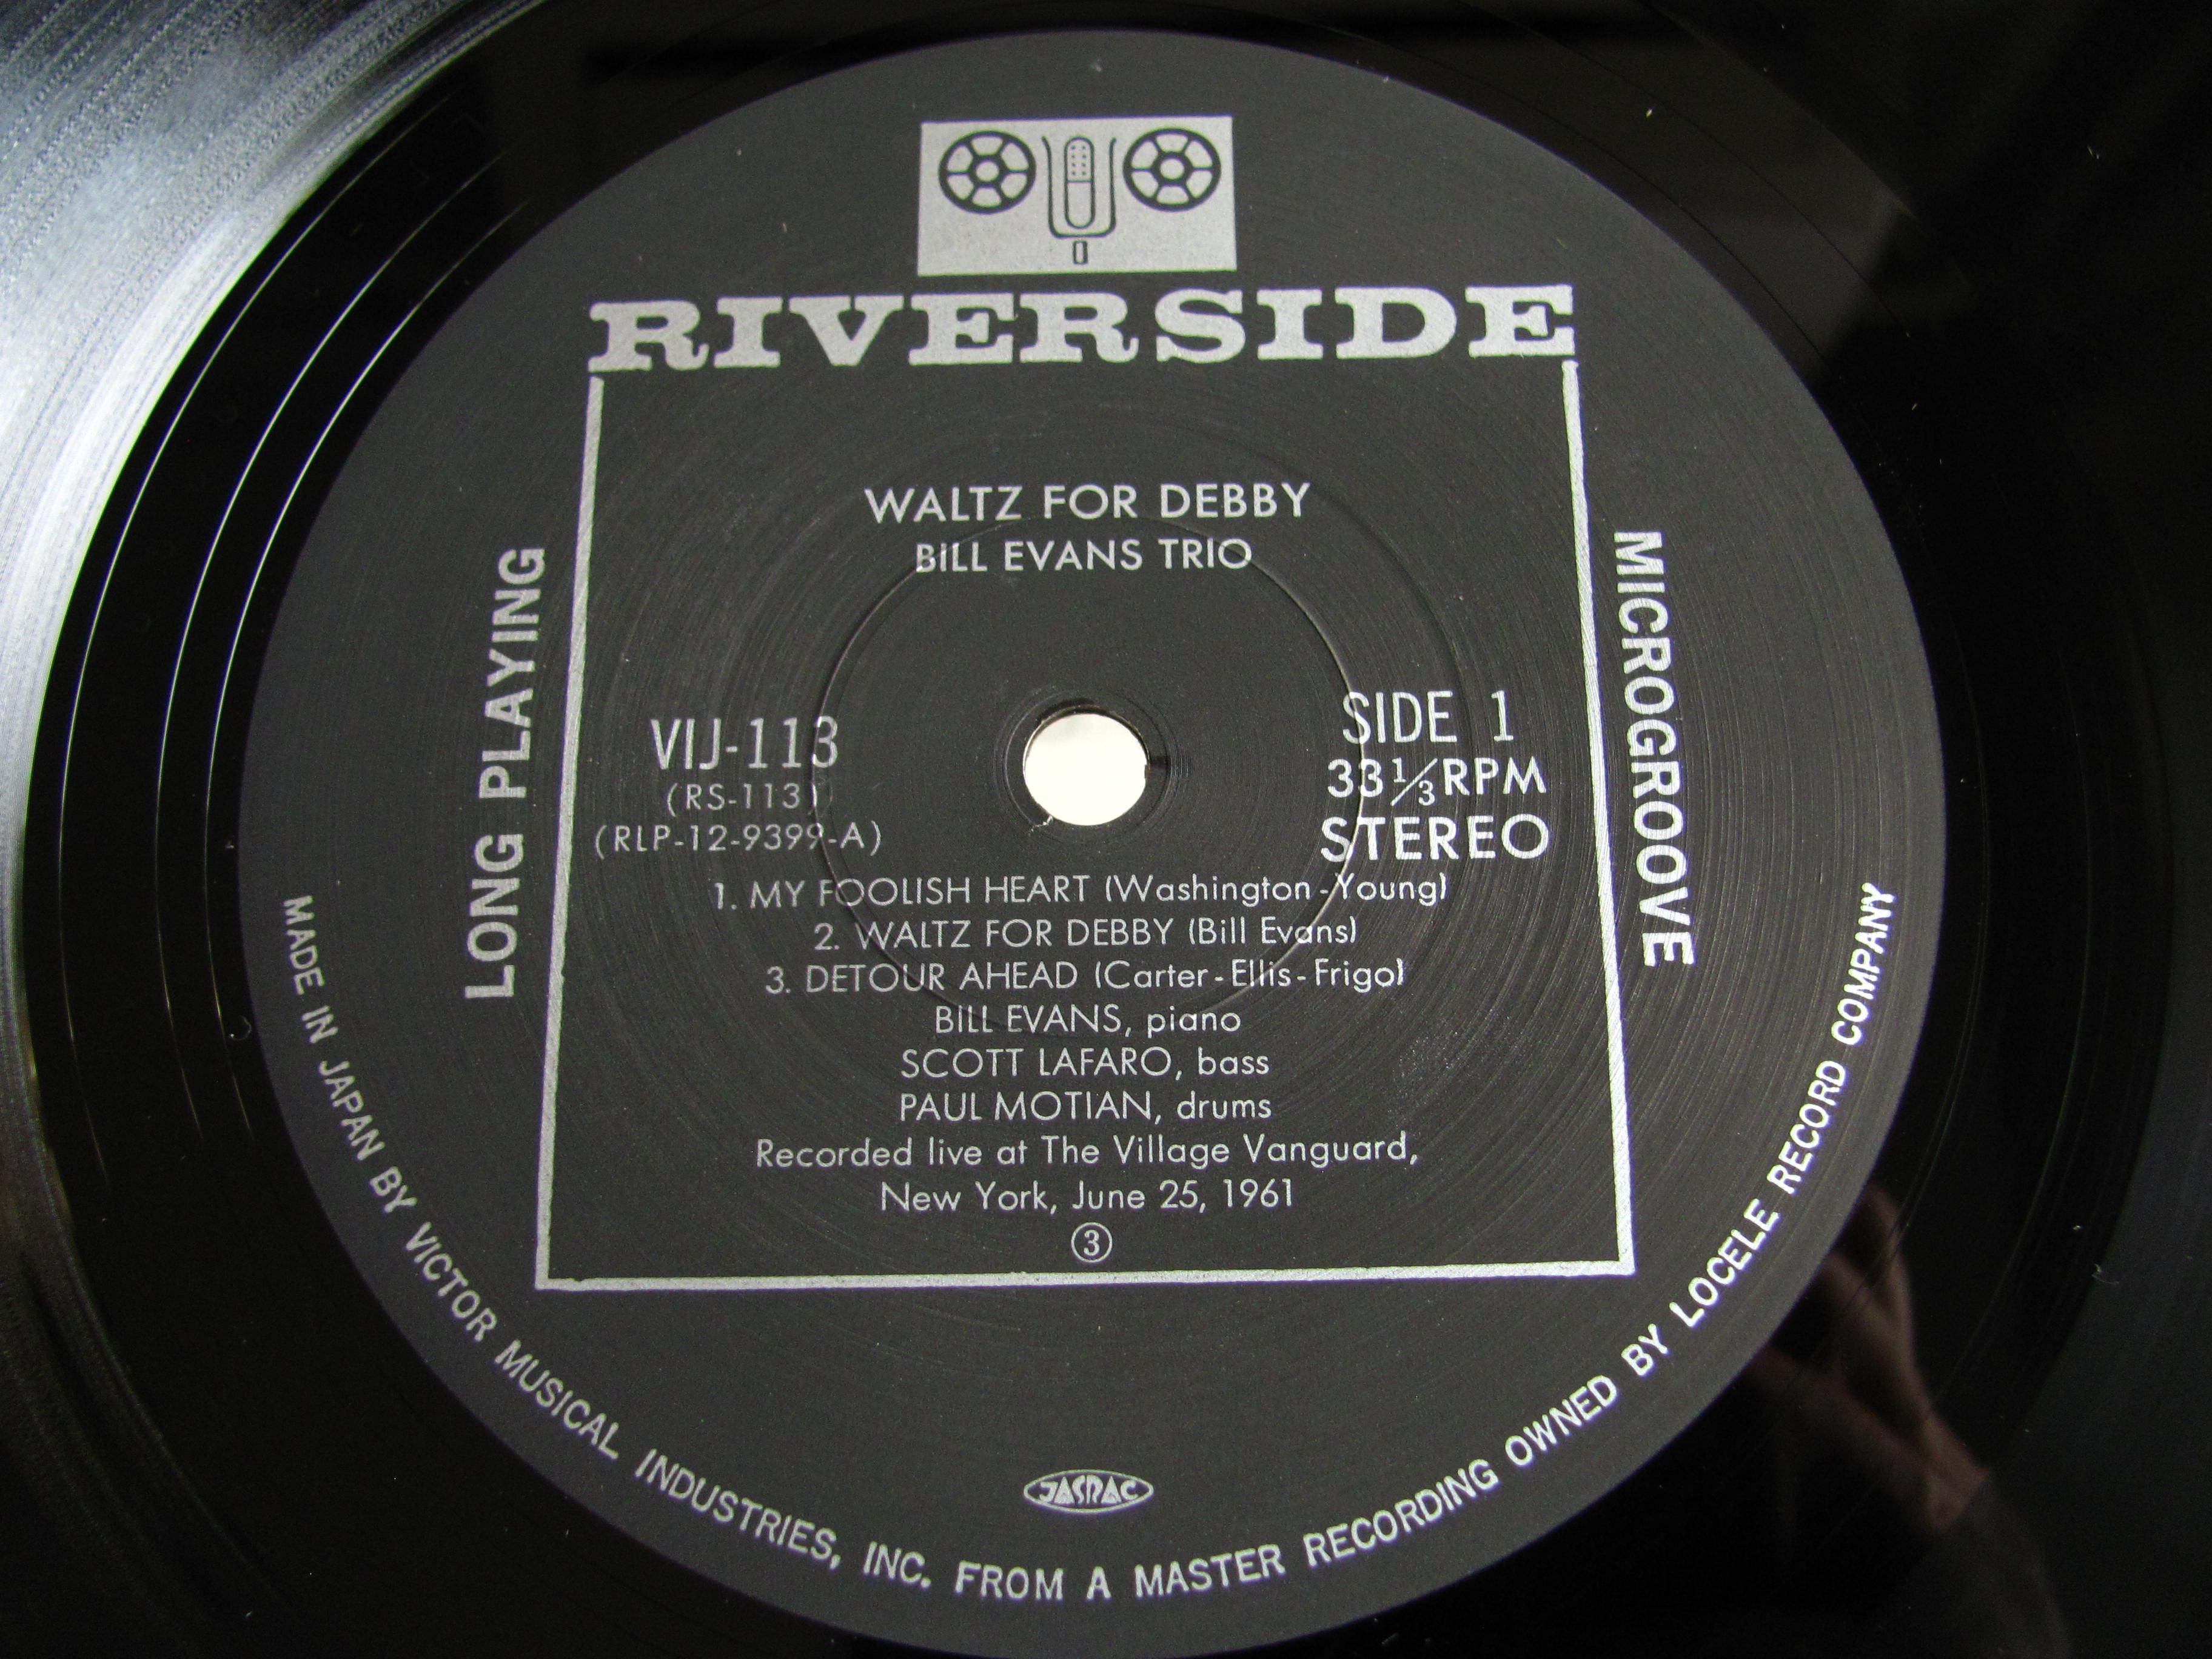 RIVERSIDE
WALTZ FOR DEBBY
BILL EVANS TRIO
LONG PLAYING
MICROGROOVE
VIJ-113
(RS-113)
(RLP-12-9399-A)
SIDE 1
33 1/3 RPM
STEREO
1. MY FOOLISH HEART (Washington-Young)
2. WALTZ FOR DEBBY (Bill Evans)
3. DETOUR AHEAD (Carter-Ellis-Frigo)
BILL EVANS, piano
SCOTT LAFARO, bass
PAUL MOTIAN, drums
Recorded live at The Village Vanguard,
New York, June 25, 1961
③
JASRAC
MADE IN JAPAN BY VICTOR MUSICAL INDUSTRIES, INC. FROM A MASTER RECORDING OWNED BY LOCELE RECORD COMPANY